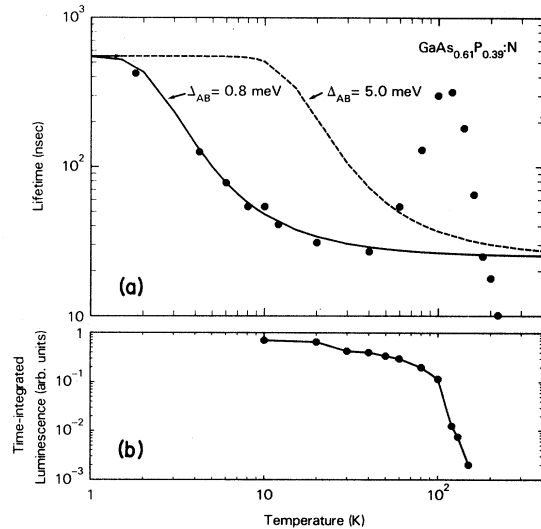 10³
GaAs₀.₆₁P₀.₃₉:N
Δ_AB = 0.8 meV
Δ_AB = 5.0 meV
Lifetime (nsec)
10²
(a)
10
1
10⁻¹
10⁻²
10⁻³
Time-integrated
Luminescence (arb. units)
(b)
1
10
10²
Temperature (K)